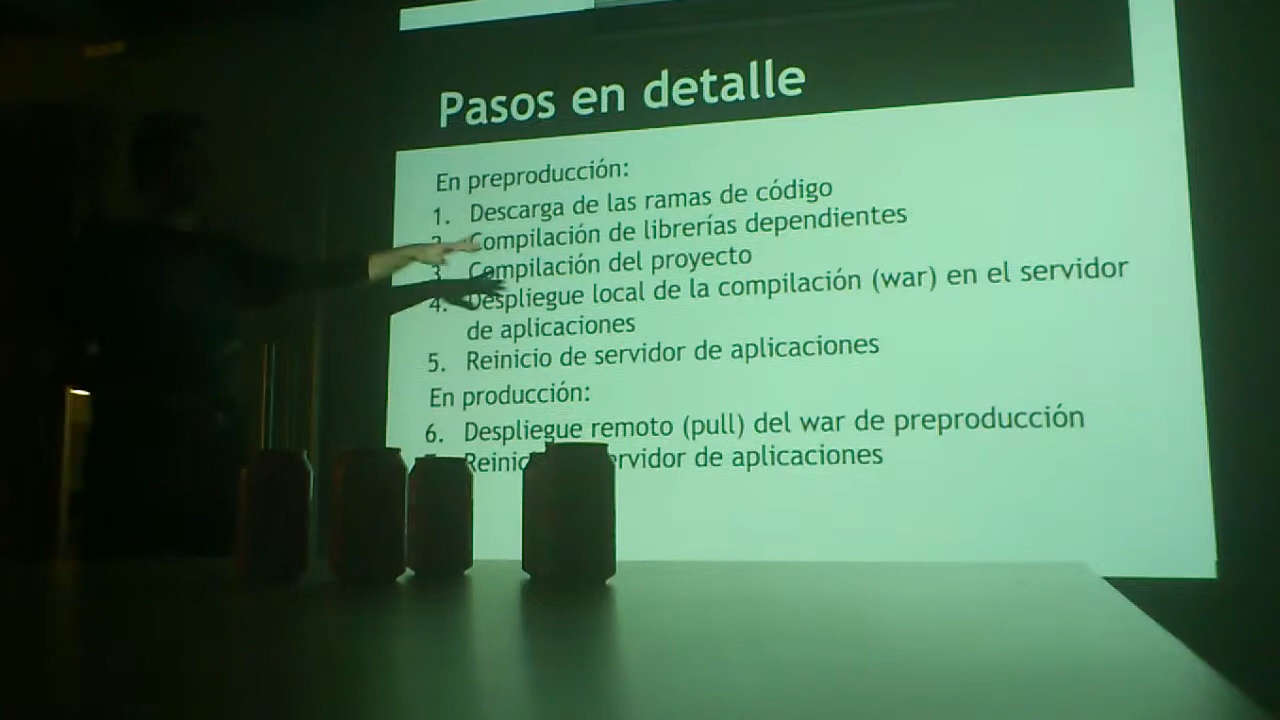 Pasos en detalle
En preproducción:
1. Descarga de las ramas de código
2. Compilación de librerías dependientes
3. Compilación del proyecto
4. Despliegue local de la compilación (war) en el servidor
de aplicaciones
5. Reinicio de servidor de aplicaciones
En producción:
6. Despliegue remoto (pull) del war de preproducción
servidor de aplicaciones